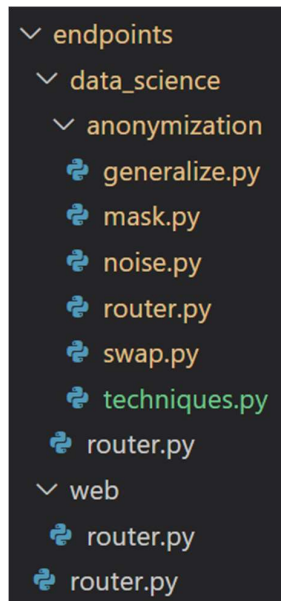 endpoints
data_science
anonymization
generalize.py
mask.py
noise.py
router.py
swap.py
techniques.py
router.py
web
router.py
router.py